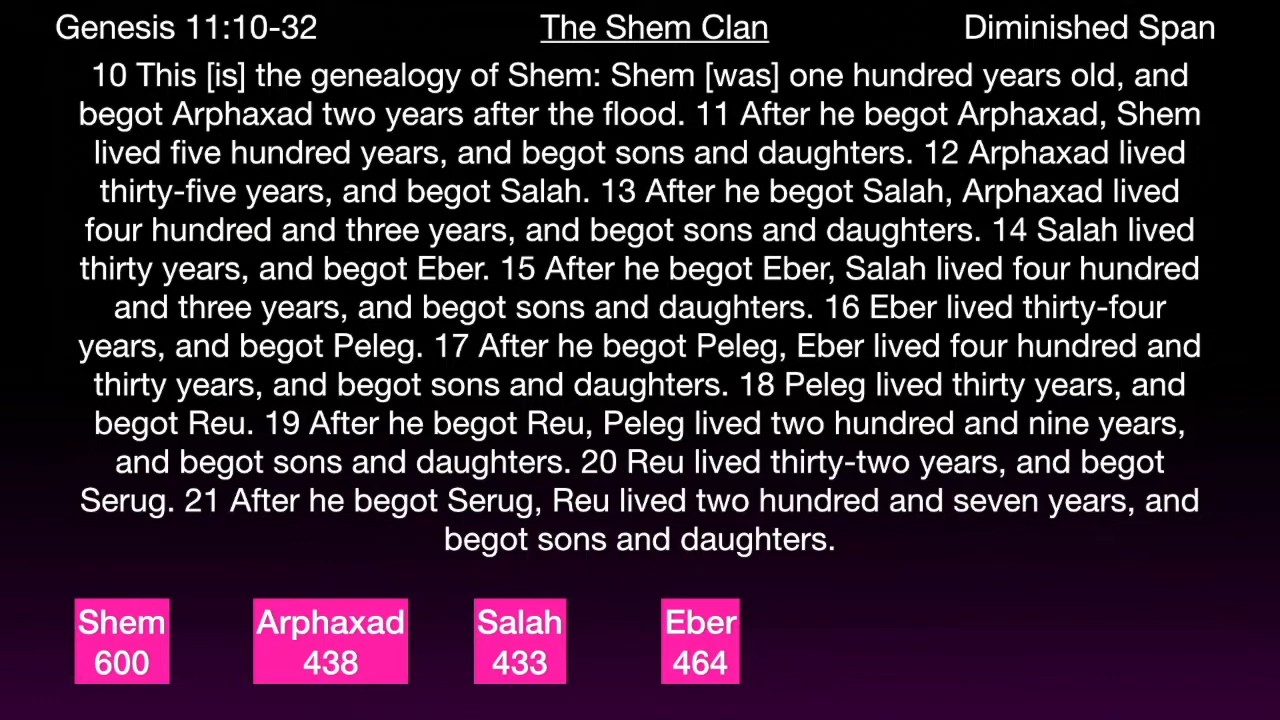 Genesis 11:10-32
The Shem Clan
Diminished Span
10 This [is] the genealogy of Shem: Shem [was] one hundred years old, and
begot Arphaxad two years after the flood. 11 After he begot Arphaxad, Shem
lived five hundred years, and begot sons and daughters. 12 Arphaxad lived
thirty-five years, and begot Salah. 13 After he begot Salah, Arphaxad lived
four hundred and three years, and begot sons and daughters. 14 Salah lived
thirty years, and begot Eber. 15 After he begot Eber, Salah lived four hundred
and three years, and begot sons and daughters. 16 Eber lived thirty-four
years, and begot Peleg. 17 After he begot Peleg, Eber lived four hundred and
thirty years, and begot sons and daughters. 18 Peleg lived thirty years, and
begot Reu. 19 After he begot Reu, Peleg lived two hundred and nine years,
and begot sons and daughters. 20 Reu lived thirty-two years, and begot
Serug. 21 After he begot Serug, Reu lived two hundred and seven years, and
begot sons and daughters.
Shem
600
Arphaxad
438
Salah
433
Eber
464